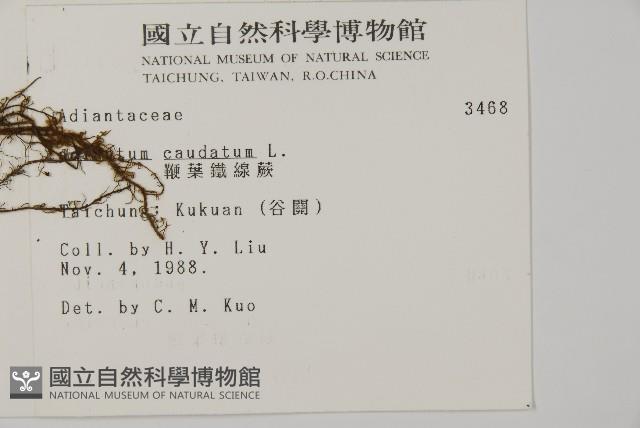 國立自然科學博物館
NATIONAL MUSEUM OF NATURAL SCIENCE
TAICHUNG, TAIWAN, R.O.CHINA
Adiantaceae 3468
caudatum L.
鞭葉鐵線蕨
Taichung: Kukuan (谷關)
Coll. by H. Y. Liu
Nov. 4, 1988.
Det. by C. M. Kuo
國立自然科學博物館
NATIONAL MUSEUM OF NATURAL SCIENCE